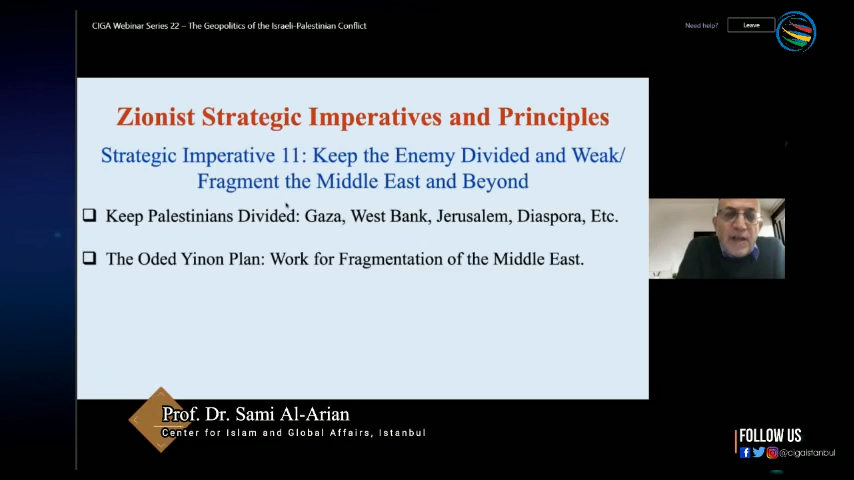 CIGA Webinar Series 22 – The Geopolitics of the Israeli-Palestinian Conflict
Need help?
Leave
Zionist Strategic Imperatives and Principles
Strategic Imperative 11: Keep the Enemy Divided and Weak/
Fragment the Middle East and Beyond
❑ Keep Palestinians Divided: Gaza, West Bank, Jerusalem, Diaspora, Etc.
❑ The Oded Yinon Plan: Work for Fragmentation of the Middle East.
Prof. Dr. Sami Al-Arian
Center for Islam and Global Affairs, Istanbul
FOLLOW US
@cigaistanbul